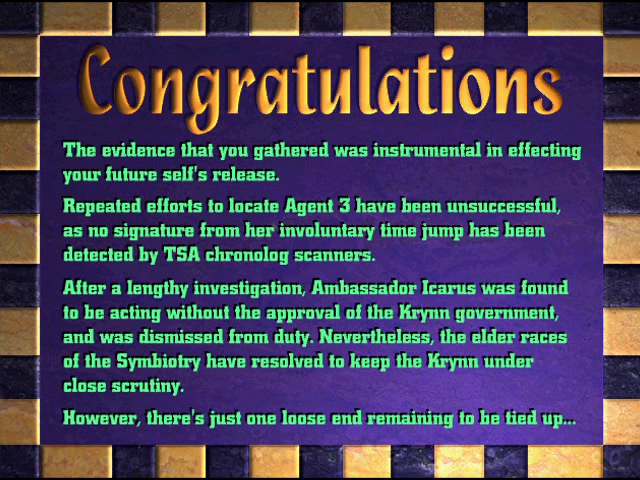 Congratulations
The evidence that you gathered was instrumental in effecting
your future self's release.
Repeated efforts to locate Agent 3 have been unsuccessful,
as no signature from her involuntary time jump has been
detected by TSA chronolog scanners.
After a lengthy investigation, Ambassador Icarus was found
to be acting without the approval of the Krynn government,
and was dismissed from duty. Nevertheless, the elder races
of the Symbiotry have resolved to keep the Krynn under
close scrutiny.
However, there's just one loose end remaining to be tied up...